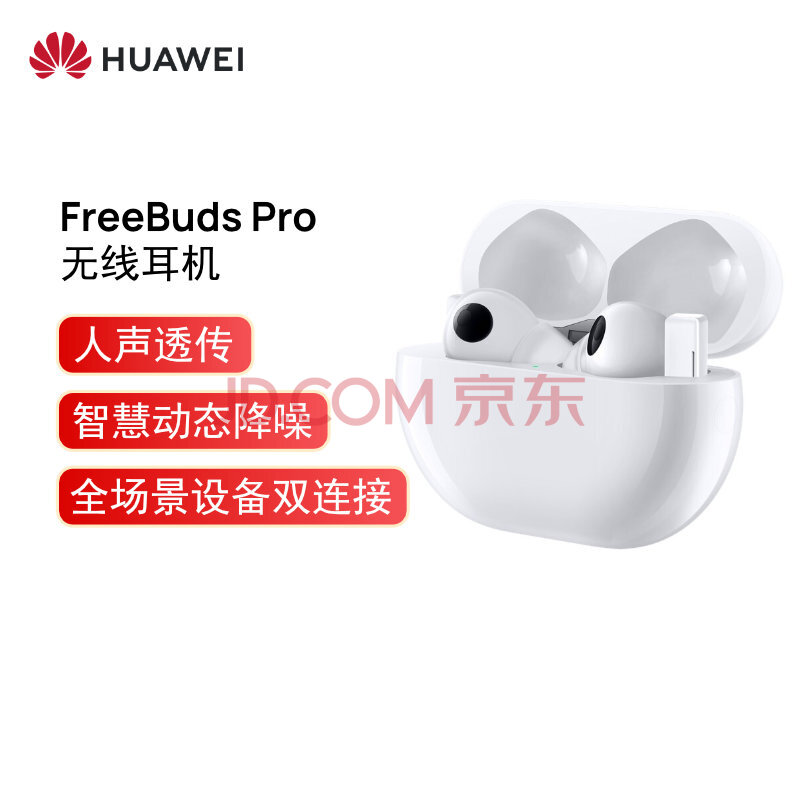 HUAWEI
FreeBuds Pro
无线耳机
人声透传
JD.COM 京东
智慧动态降噪
全场景设备双连接